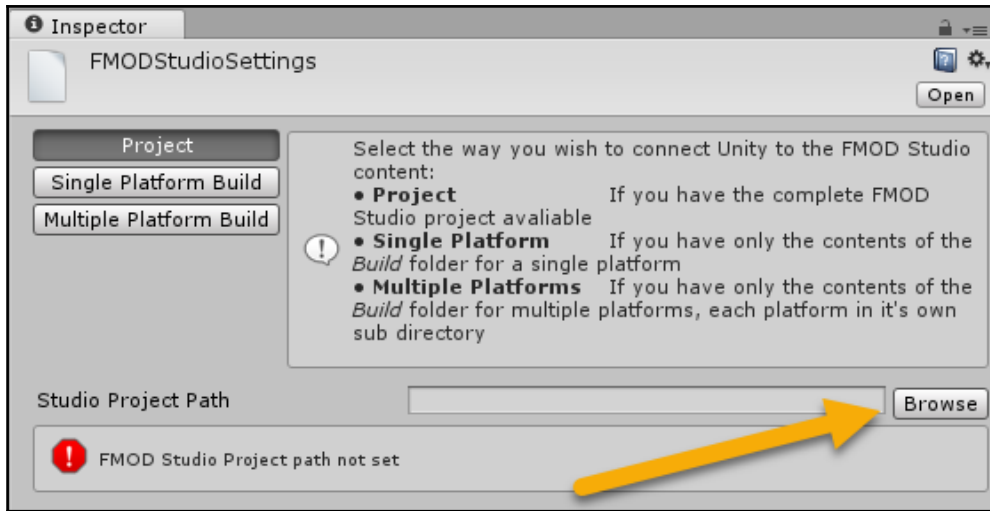 Inspector
FMODStudioSettings
Open
Project
Single Platform Build
Multiple Platform Build
Select the way you wish to connect Unity to the FMOD Studio
content:
• Project If you have the complete FMOD
Studio project avaliable
• Single Platform If you have only the contents of the
Build folder for a single platform
• Multiple Platforms If you have only the contents of the
Build folder for multiple platforms, each platform in it's own
sub directory
Studio Project Path
Browse
FMOD Studio Project path not set